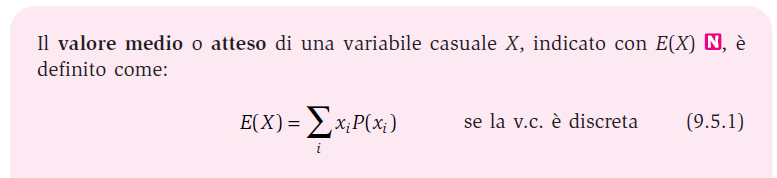 Il valore medio o atteso di una variabile casuale X, indicato con E(X) N, è
definito come:
E(X) = ∑ xᵢP(xᵢ) se la v.c. è discreta (9.5.1)
i